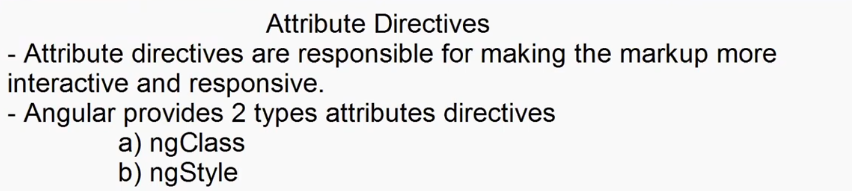 Attribute Directives
- Attribute directives are responsible for making the markup more
interactive and responsive.
- Angular provides 2 types attributes directives
a) ngClass
b) ngStyle